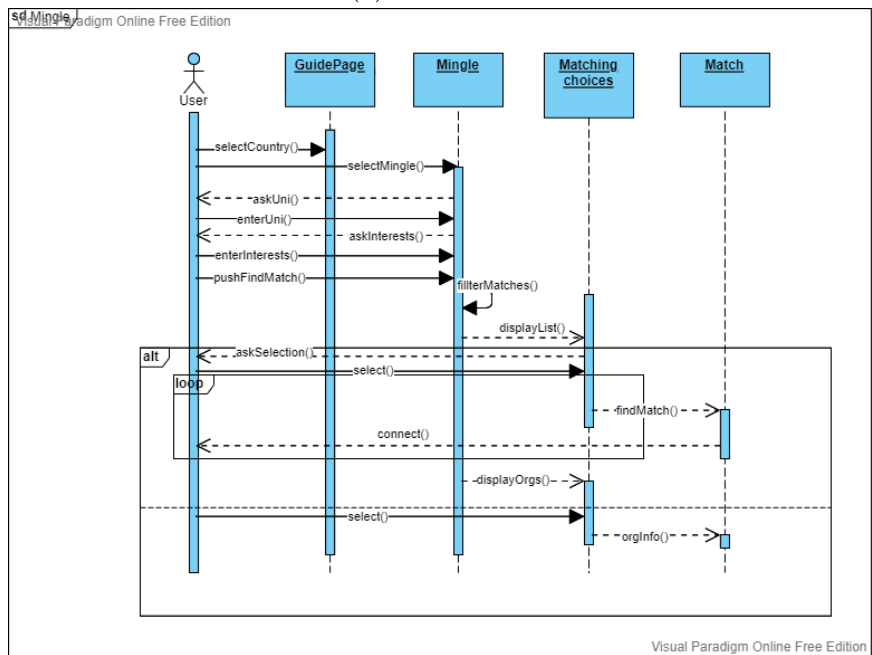 sd Mingle
Visual Paradigm Online Free Edition
User
GuidePage
Mingle
Matching
choices
Match
selectCountry()
selectMingle()
askUni()
enterUni()
askInterests()
enterInterests()
pushFindMatch()
fillterMatches()
displayList()
alt
askSelection()
select()
loop
findMatch()
connect()
displayOrgs()
select()
orgInfo()
Visual Paradigm Online Free Edition